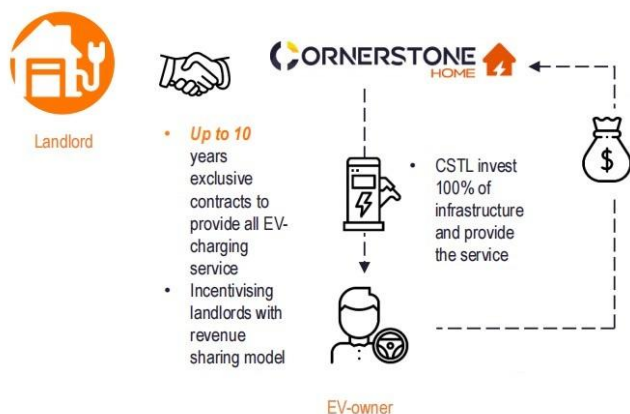 CORNERSTONE
HOME
Landlord
• Up to 10
years
exclusive
contracts to
provide all EV-
charging
service
• Incentivising
landlords with
revenue
sharing model
• CSTL invest
100% of
infrastructure
and provide
the service
$
EV-owner